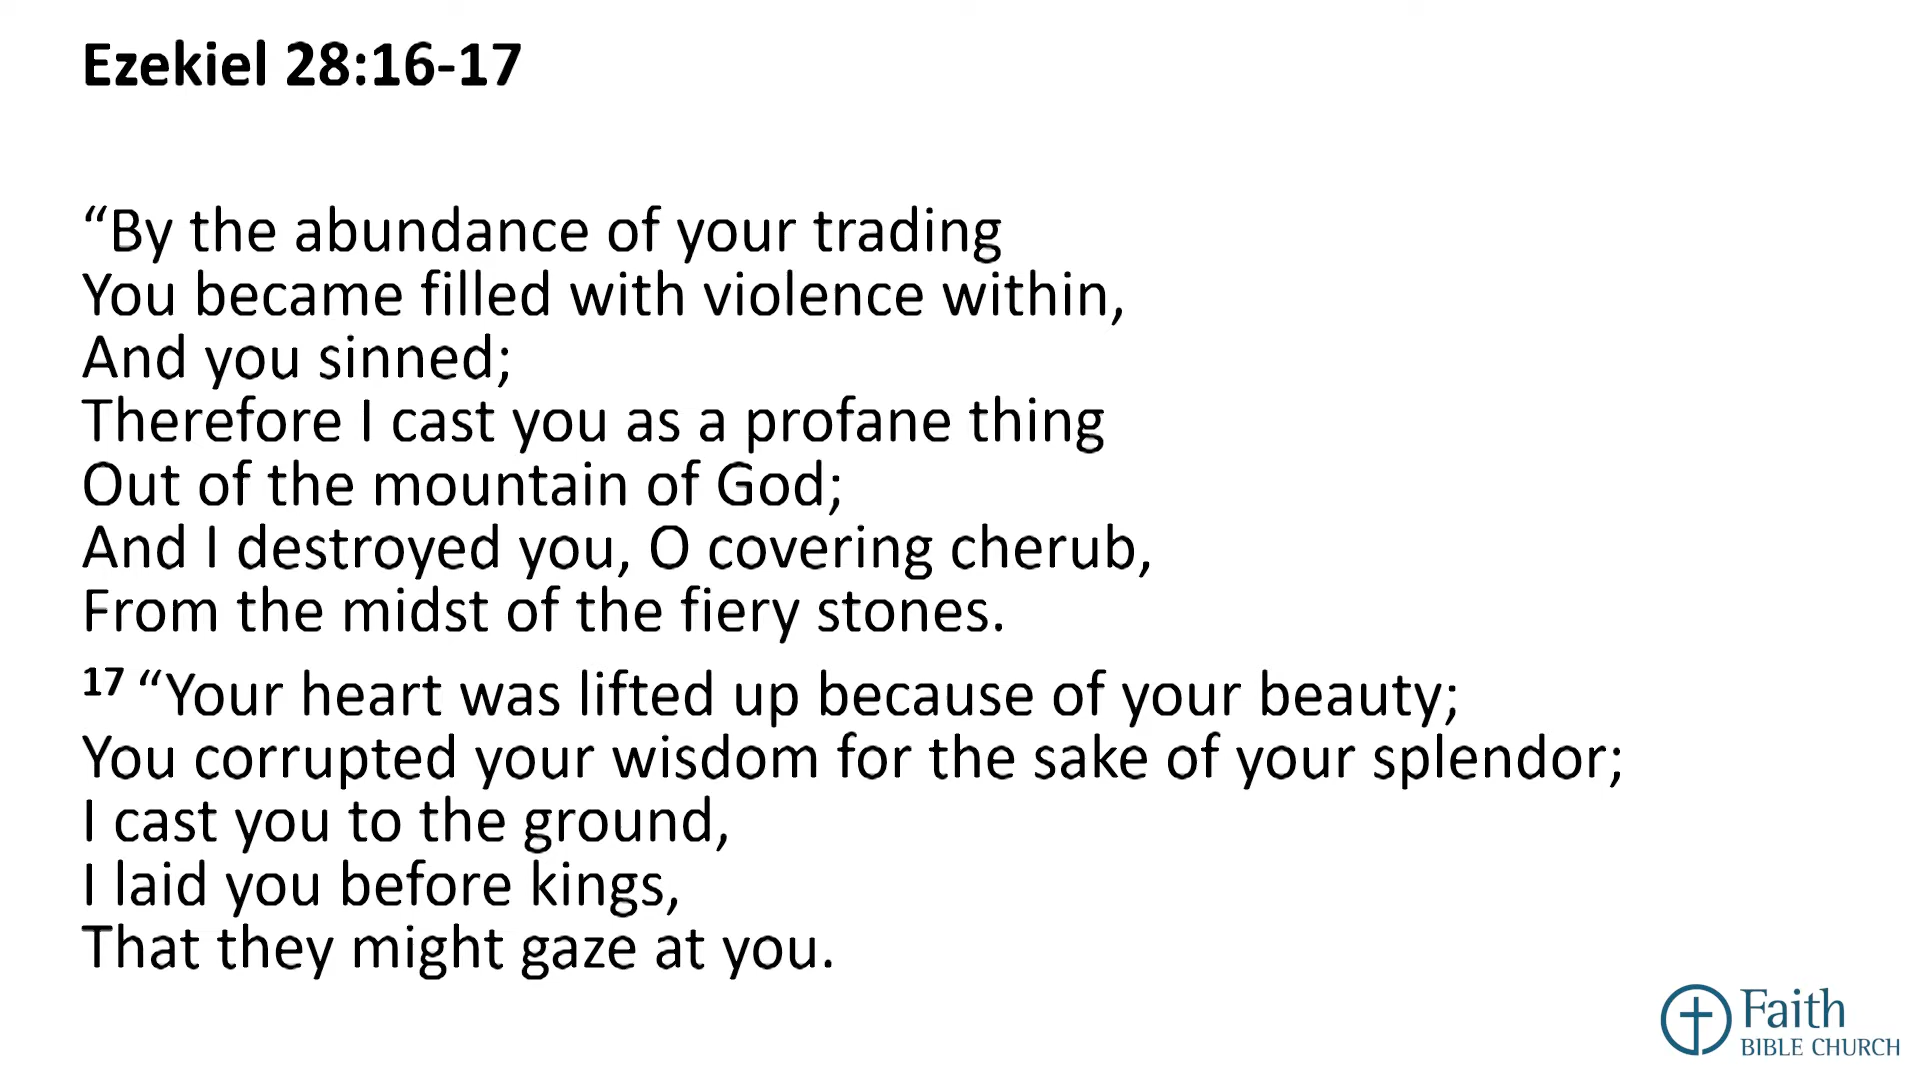 Ezekiel 28:16-17
“By the abundance of your trading
You became filled with violence within,
And you sinned;
Therefore I cast you as a profane thing
Out of the mountain of God;
And I destroyed you, O covering cherub,
From the midst of the fiery stones.
17 “Your heart was lifted up because of your beauty;
You corrupted your wisdom for the sake of your splendor;
I cast you to the ground,
I laid you before kings,
That they might gaze at you.
Faith
BIBLE CHURCH